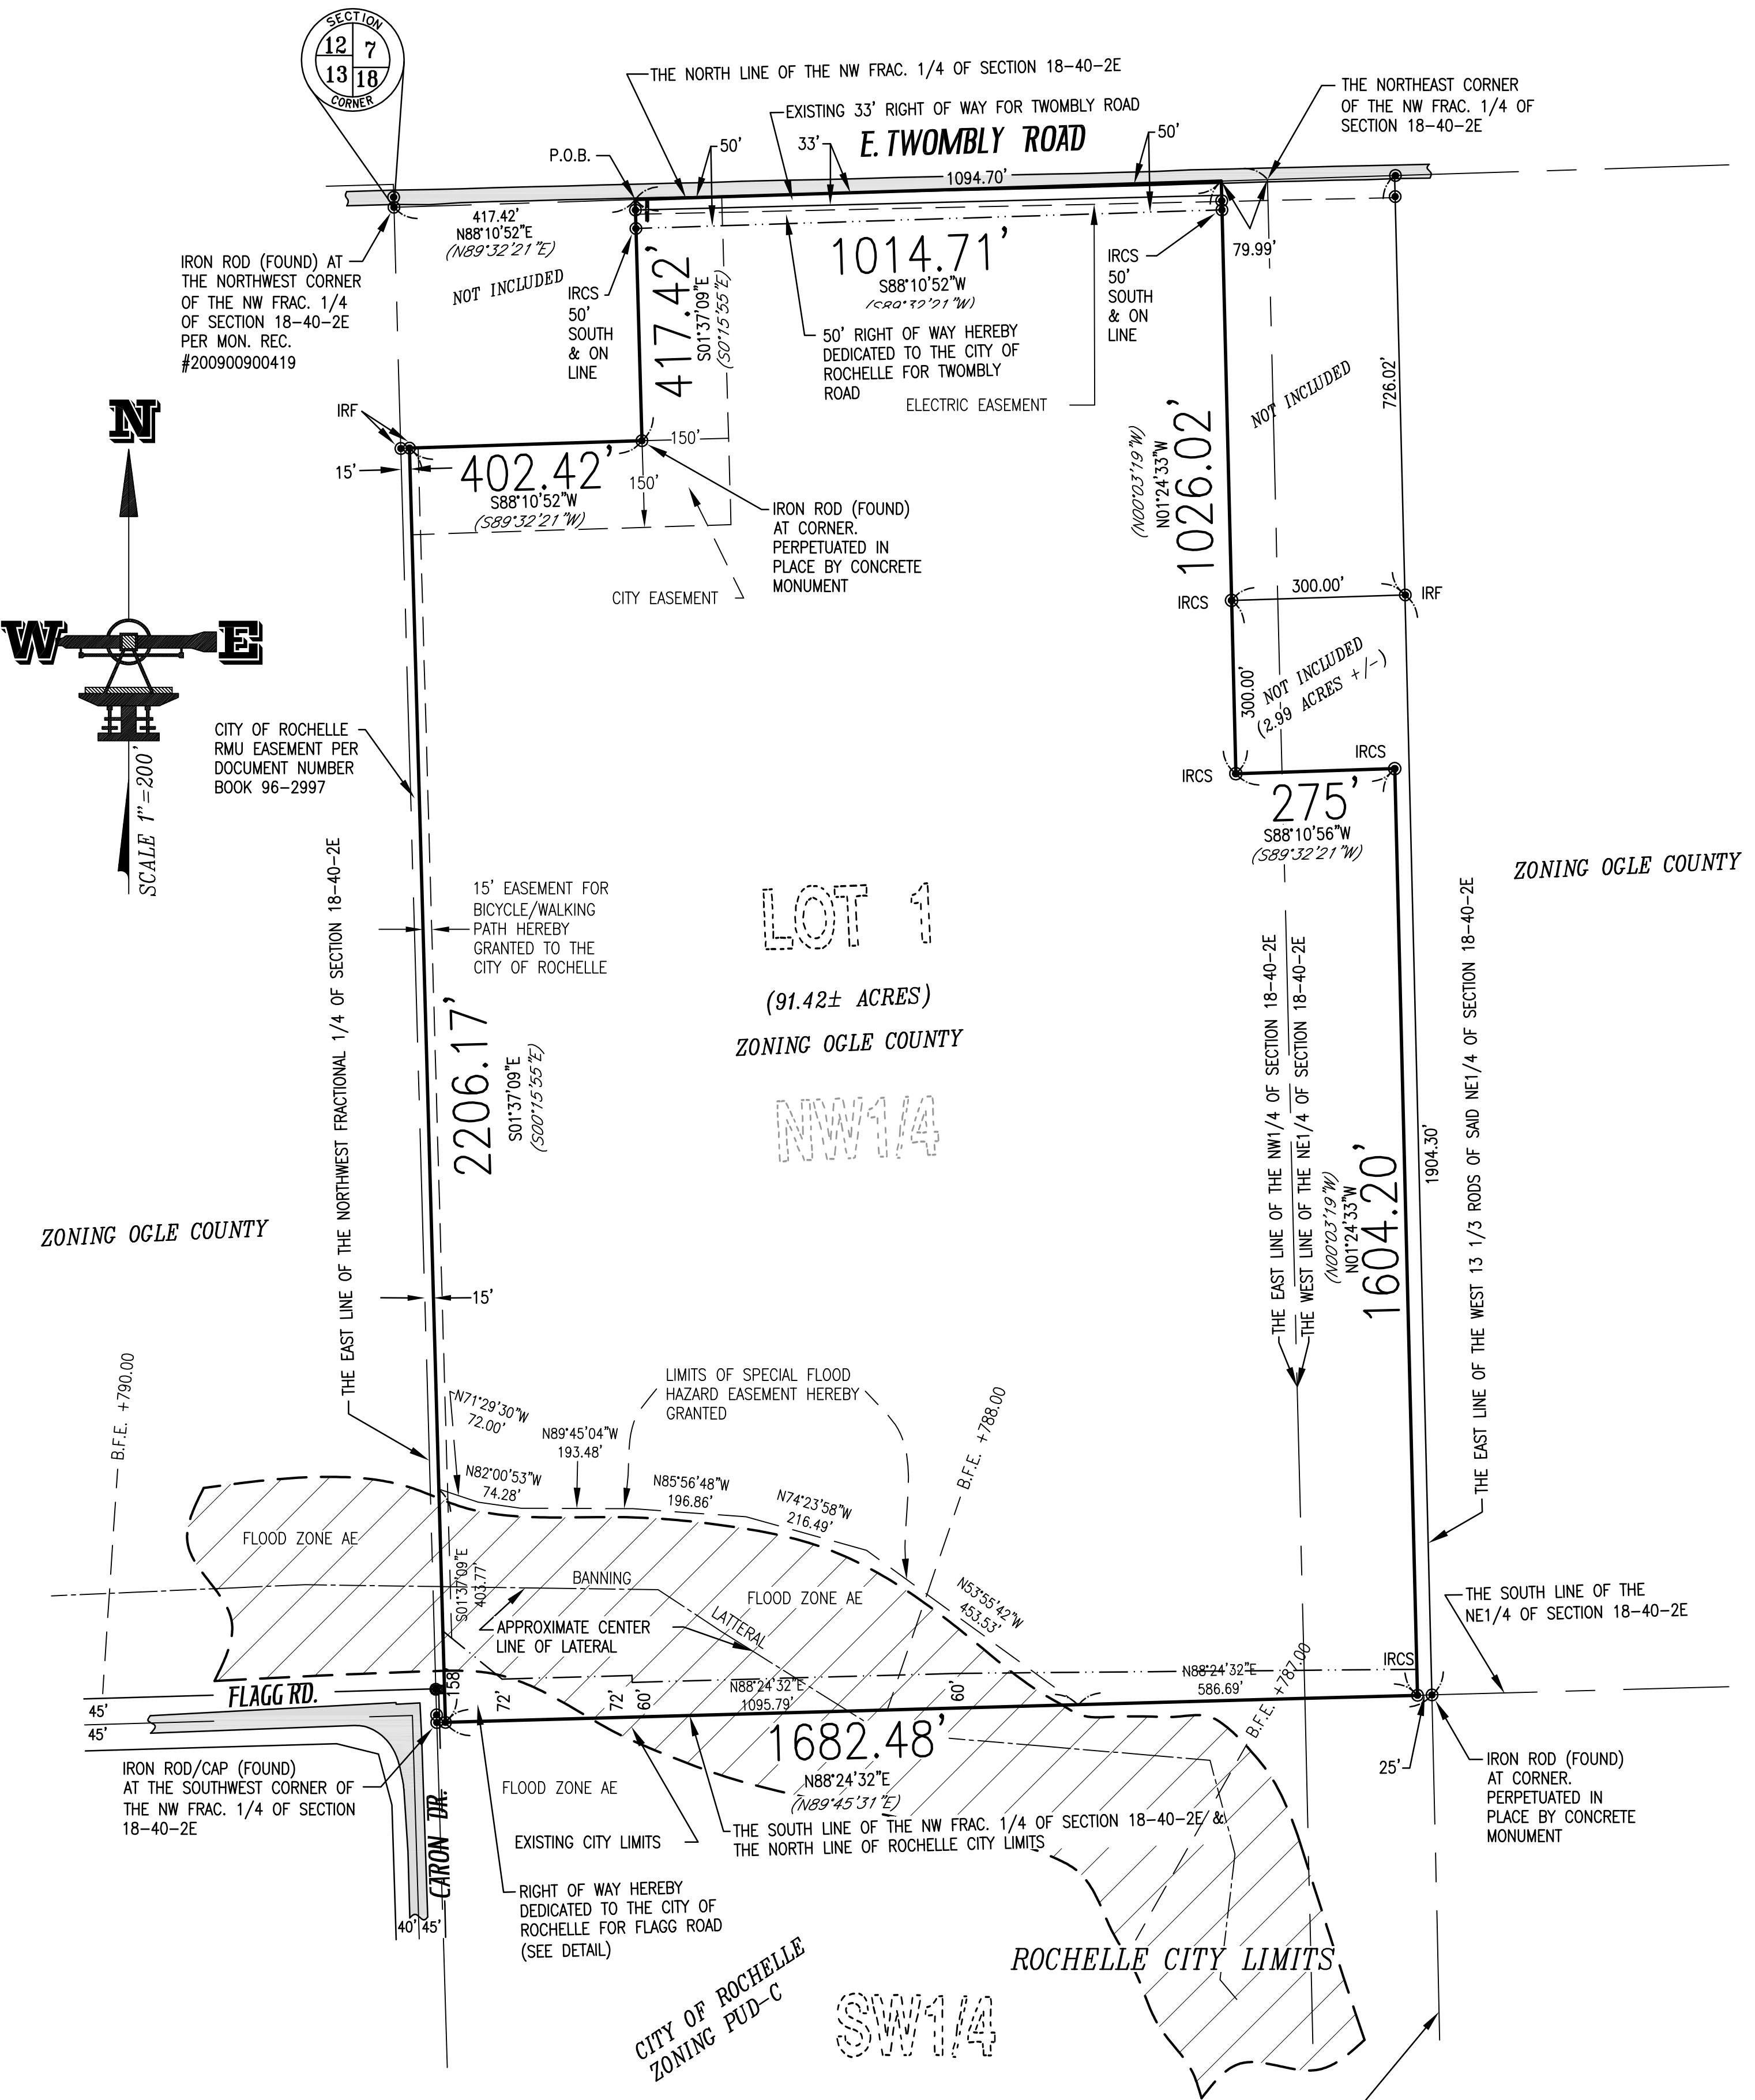 SECTION
12 7
13 18
CORNER
THE NORTH LINE OF THE NW FRAC. 1/4 OF SECTION 18-40-2E
EXISTING 33' RIGHT OF WAY FOR TWOMBLY ROAD
E. TWOMBLY ROAD
THE NORTHEAST CORNER
OF THE NW FRAC. 1/4 OF
SECTION 18-40-2E
P.O.B.
50'
33'
50'
1094.70'
417.42'
N88°10'52"E
(N89°32'21"E)
NOT INCLUDED
IRON ROD (FOUND) AT
THE NORTHWEST CORNER
OF THE NW FRAC. 1/4
OF SECTION 18-40-2E
PER MON. REC.
#200900900419
IRCS
50'
SOUTH
& ON
LINE
417.42'
S01°37'09"E
(S0°15'55"E)
1014.71'
S88°10'52"W
(S89°32'21"W)
50' RIGHT OF WAY HEREBY
DEDICATED TO THE CITY OF
ROCHELLE FOR TWOMBLY
ROAD
ELECTRIC EASEMENT
IRCS
50'
SOUTH
& ON
LINE
79.99'
NOT INCLUDED
726.02'
N
W E
SCALE 1"=200'
IRF
15'
402.42'
S88°10'52"W
(S89°32'21"W)
150'
150'
IRON ROD (FOUND)
AT CORNER.
PERPETUATED IN
PLACE BY CONCRETE
MONUMENT
CITY EASEMENT
(N00°03'19"W)
N01°24'33"W
1026.02'
IRCS
300.00'
IRF
300.00'
NOT INCLUDED
(2.99 ACRES +/-)
IRCS
IRCS
275'
S88°10'56"W
(S89°32'21"W)
CITY OF ROCHELLE
RMU EASEMENT PER
DOCUMENT NUMBER
BOOK 96-2997
ZONING OGLE COUNTY
15' EASEMENT FOR
BICYCLE/WALKING
PATH HEREBY
GRANTED TO THE
CITY OF ROCHELLE
LOT 1
(91.42± ACRES)
ZONING OGLE COUNTY
NW1/4
THE EAST LINE OF THE NORTHWEST FRACTIONAL 1/4 OF SECTION 18-40-2E
2206.17'
S01°37'09"E
(S00°15'55"E)
THE EAST LINE OF THE NW1/4 OF SECTION 18-40-2E
THE WEST LINE OF THE NE1/4 OF SECTION 18-40-2E
(N00°03'19"W)
N01°24'33"W
1604.20'
1904.30'
THE EAST LINE OF THE WEST 13 1/3 RODS OF SAID NE1/4 OF SECTION 18-40-2E
ZONING OGLE COUNTY
15'
B.F.E. +790.00
LIMITS OF SPECIAL FLOOD
HAZARD EASEMENT HEREBY
GRANTED
B.F.E. +788.00
N71°29'30"W
72.00'
N89°45'04"W
193.48'
N82°00'53"W
74.28'
N85°56'48"W
196.86'
N74°23'58"W
216.49'
N53°55'42"W
453.53'
FLOOD ZONE AE
BANNING
LATTERAL
FLOOD ZONE AE
S01°37'09"E
403.77'
APPROXIMATE CENTER
LINE OF LATERAL
THE SOUTH LINE OF THE
NE1/4 OF SECTION 18-40-2E
IRCS
FLAGG RD.
45'
45'
158'
72'
72'
60'
60'
N88°24'32"E
1095.79'
N88°24'32"E
586.69'
B.F.E. +787.00
1682.48'
N88°24'32"E
(N89°45'31"E)
25'
IRON ROD (FOUND)
AT CORNER.
PERPETUATED IN
PLACE BY CONCRETE
MONUMENT
IRON ROD/CAP (FOUND)
AT THE SOUTHWEST CORNER OF
THE NW FRAC. 1/4 OF SECTION
18-40-2E
FLOOD ZONE AE
EXISTING CITY LIMITS
THE SOUTH LINE OF THE NW FRAC. 1/4 OF SECTION 18-40-2E &
THE NORTH LINE OF ROCHELLE CITY LIMITS
CARON DR.
40' 45'
RIGHT OF WAY HEREBY
DEDICATED TO THE CITY OF
ROCHELLE FOR FLAGG ROAD
(SEE DETAIL)
ROCHELLE CITY LIMITS
CITY OF ROCHELLE
ZONING PUD-C
SW1/4